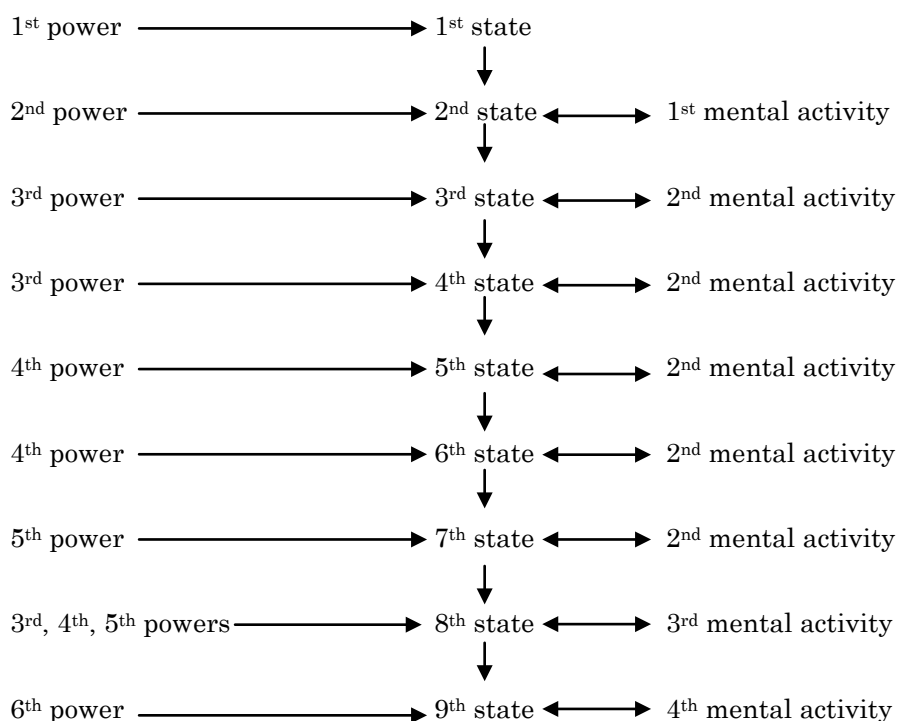 1st power 1st state
2nd power 2nd state 1st mental activity
3rd power 3rd state 2nd mental activity
3rd power 4th state 2nd mental activity
4th power 5th state 2nd mental activity
4th power 6th state 2nd mental activity
5th power 7th state 2nd mental activity
3rd, 4th, 5th powers 8th state 3rd mental activity
6th power 9th state 4th mental activity